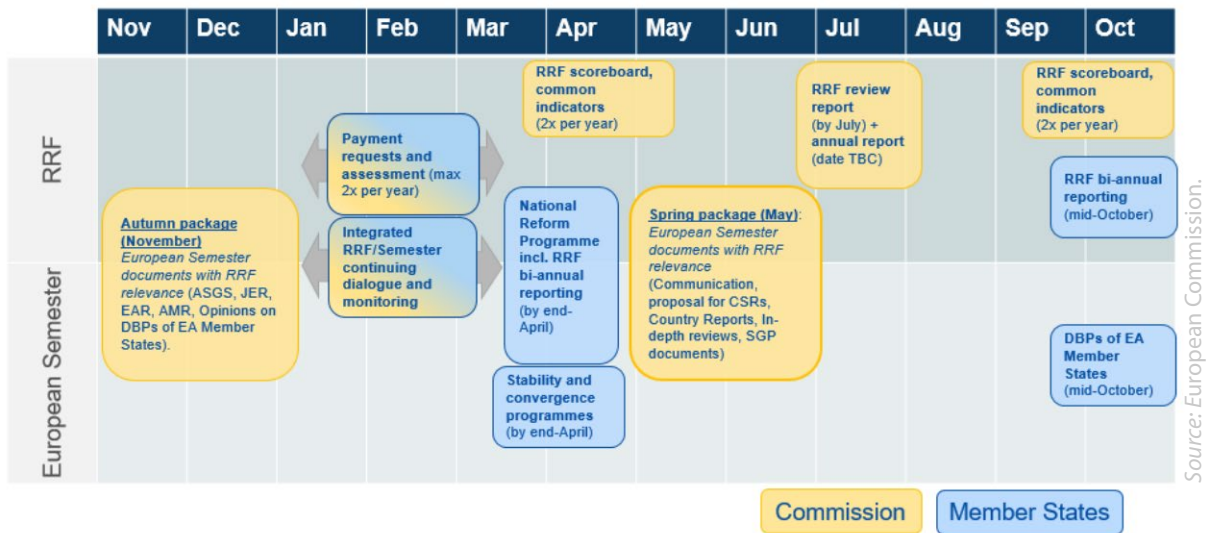 Nov Dec Jan Feb Mar Apr May Jun Jul Aug Sep Oct
RRF
RRF scoreboard,
common
indicators
(2x per year)
RRF review
report
(by July) +
annual report
(date TBC)
RRF scoreboard,
common
indicators
(2x per year)
Payment
requests and
assessment (max
2x per year)
RRF bi-annual
reporting
(mid-October)
Autumn package
(November)
European Semester
documents with RRF
relevance (ASGS, JER,
EAR, AMR, Opinions on
DBPs of EA Member
States).
Integrated
RRF/Semester
continuing
dialogue and
monitoring
National
Reform
Programme
incl. RRF
bi-annual
reporting
(by end-
April)
Spring package (May):
European Semester
documents with RRF
relevance
(Communication,
proposal for CSRs,
Country Reports, In-
depth reviews, SGP
documents)
European Semester
Stability and
convergence
programmes
(by end-April)
DBPs of EA
Member
States
(mid-October)
Commission
Member States
Source: European Commission.